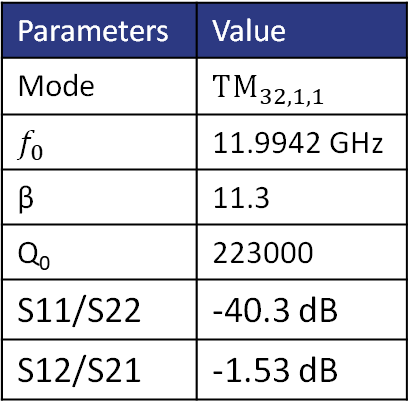 Parameters Value
Mode TM₃₂,₁,₁
f₀ 11.9942 GHz
β 11.3
Q₀ 223000
S11/S22 -40.3 dB
S12/S21 -1.53 dB